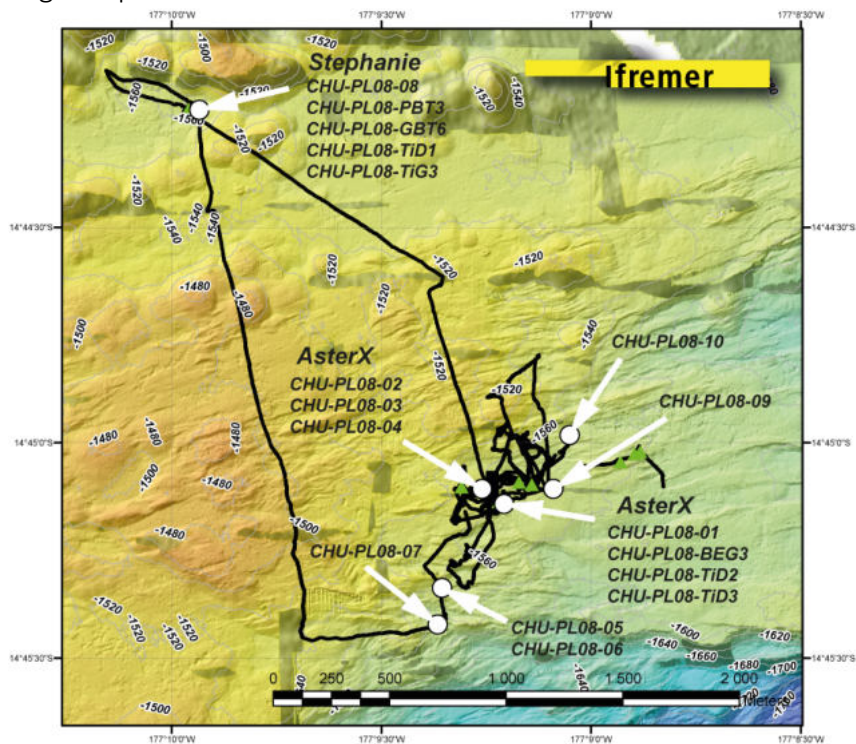 177°10'0"W
177°9'30"W
177°9'0"W
177°8'30"W
-1520
-1500
-1520
-1520
-1560
-1560
-1520
-1520
-1540
Stephanie
CHU-PL08-08
CHU-PL08-PBT3
CHU-PL08-GBT6
CHU-PL08-TiD1
CHU-PL08-TiG3
Ifremer
-1520
-1540
-1520
-1540
-1540
-1540
14°44'30"S
14°44'30"S
-1520
-1520
-1520
-1520
-1480
-1480
-1500
-1520
-1540
AsterX
CHU-PL08-02
CHU-PL08-03
CHU-PL08-04
CHU-PL08-10
CHU-PL08-09
-1520
-1560
14°45'0"S
14°45'0"S
-1480
-1480
-1500
-1480
-1480
-1500
AsterX
CHU-PL08-01
CHU-PL08-BEG3
CHU-PL08-TiD2
CHU-PL08-TiD3
CHU-PL08-07
-1560
CHU-PL08-05
CHU-PL08-06
-1520
-1520
-1520
-1500
-1600
-1620
-1640
-1660
-1680
-1700
14°45'30"S
14°45'30"S
-1640
0 250 500 1 000 1 500 2 000
Meters
-1540
-1500
177°10'0"W
177°9'30"W
177°9'0"W
177°8'30"W